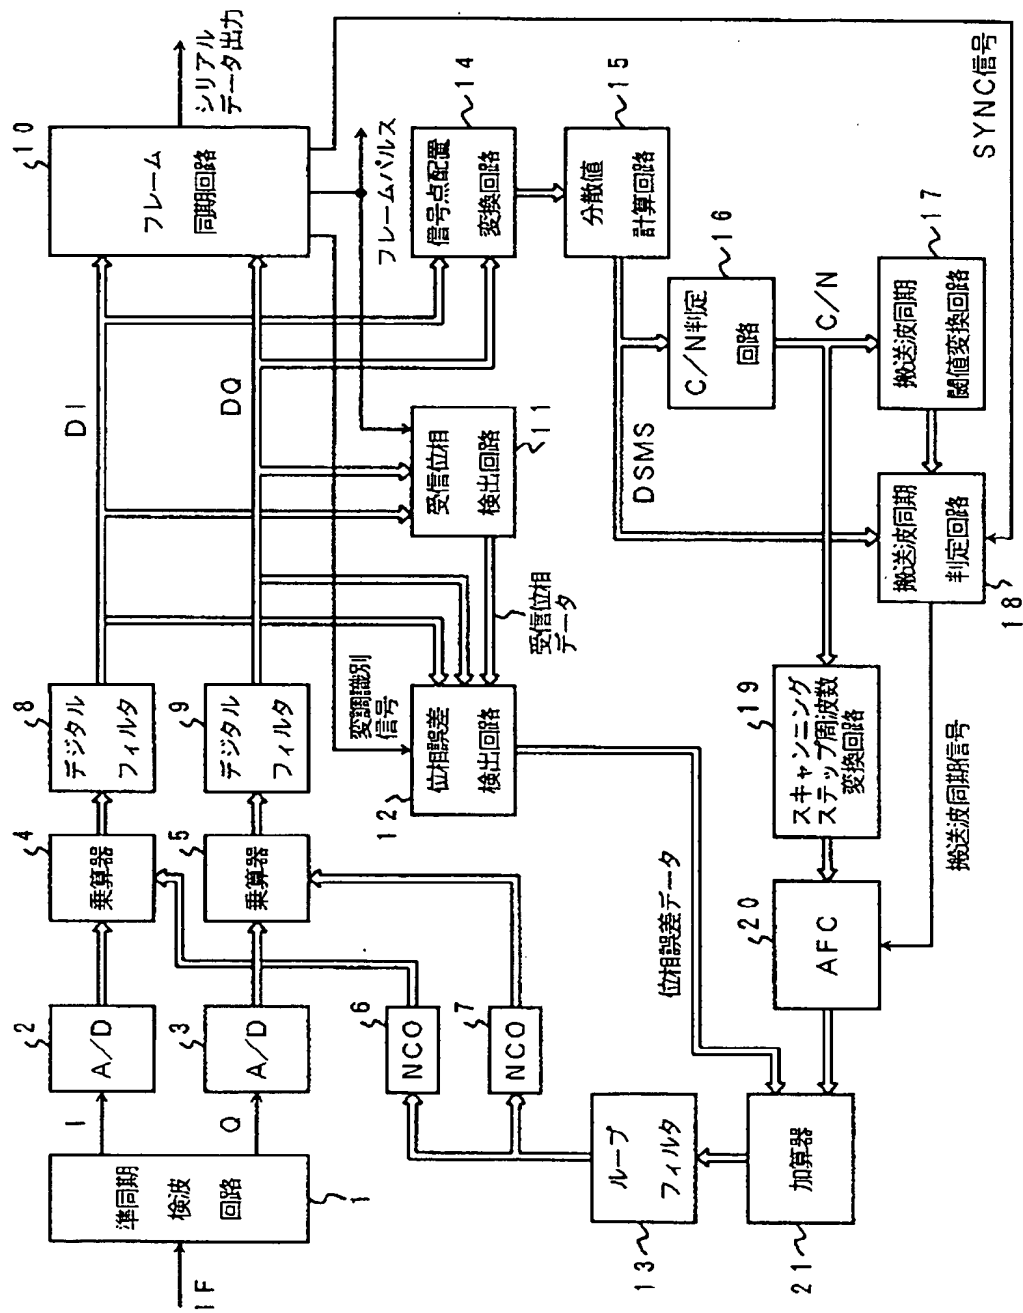 IF
準同期
検波
回路
1
I
Q
A/D
2
A/D
3
乗算器
4
乗算器
5
NCO
6
NCO
7
デジタル
フィルタ
8
デジタル
フィルタ
9
DI
DQ
フレーム
同期回路
10
シリアル
データ出力
フレームパルス
変調識別
信号
受信位相
検出回路
11
受信位相
データ
位相誤差
検出回路
12
位相誤差データ
ループ
フィルタ
13
信号点配置
変換回路
14
分散値
計算回路
15
DSMS
C/N判定
回路
16
C/N
搬送波同期
閾値変換回路
17
搬送波同期
判定回路
18
SYNC信号
搬送波同期信号
スキャンニング
ステップ周波数
変換回路
19
AFC
20
加算器
21